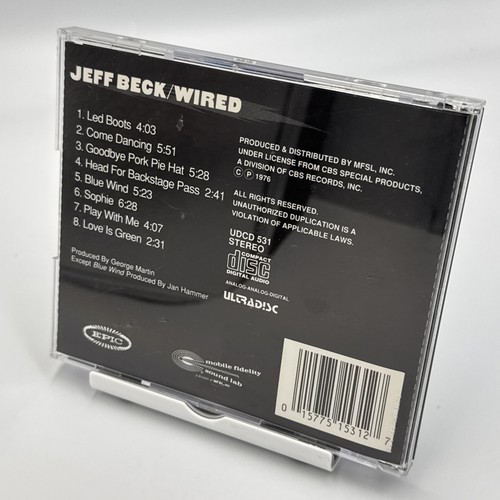 JEFF BECK/WIRED
1. Led Boots 4:03
2. Come Dancing 5:51
3. Goodbye Pork Pie Hat 5:28
4. Head For Backstage Pass 2:41
5. Blue Wind 5:23
6. Sophie 6:28
7. Play With Me 4:07
8. Love Is Green 2:31
Produced By George Martin
Except Blue Wind Produced By Jan Hammer
EPIC
PRODUCED & DISTRIBUTED BY MFSL, INC.
UNDER LICENSE FROM CBS SPECIAL PRODUCTS,
A DIVISION OF CBS RECORDS, INC.
© ℗ 1976
ALL RIGHTS RESERVED.
UNAUTHORIZED DUPLICATION IS A
VIOLATION OF APPLICABLE LAWS.
UDCD 531
STEREO
COMPACT
disc
DIGITAL AUDIO
ANALOG-ANALOG-DIGITAL
ULTRADISC
mobile fidelity
sound lab
0 15775 15312 7